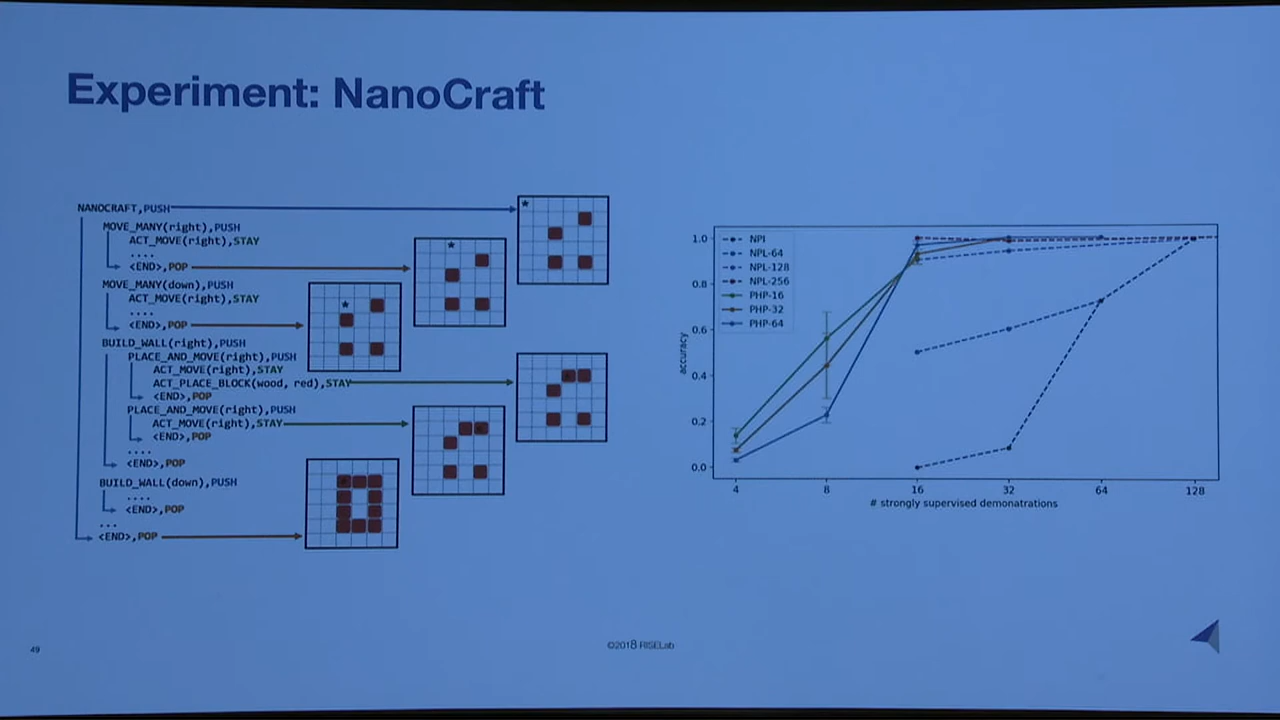 Experiment: NanoCraft
NANOCRAFT,PUSH
MOVE_MANY(right),PUSH
ACT_MOVE(right),STAY
....
<END>,POP
MOVE_MANY(down),PUSH
ACT_MOVE(right),STAY
....
<END>,POP
BUILD_WALL(right),PUSH
PLACE_AND_MOVE(right),PUSH
ACT_MOVE(right),STAY
ACT_PLACE_BLOCK(wood, red),STAY
<END>,POP
PLACE_AND_MOVE(right),PUSH
ACT_MOVE(right),STAY
<END>,POP
....
<END>,POP
BUILD_WALL(down),PUSH
....
<END>,POP
...
<END>,POP
accuracy
1.0
0.8
0.6
0.4
0.2
0.0
NPI
NPL-64
NPL-128
NPL-256
PHP-16
PHP-32
PHP-64
4 8 16 32 64 128
# strongly supervised demonatrations
49
©2018 RISELab